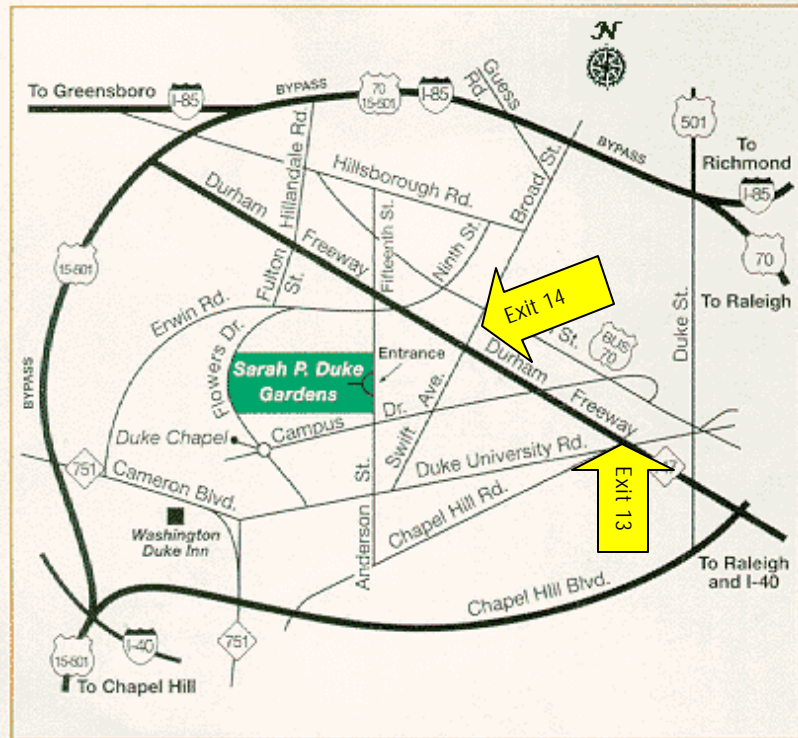 N
To Greensboro
I-85
BYPASS
70
15-501
I-85
Guess
Rd.
501
BYPASS
To
Richmond
I-85
70
To Raleigh
Hillandale Rd.
Hillsborough Rd.
Broad St.
Durham
Freeway
Fifteenth St.
Ninth St.
Fulton
St.
15-501
BYPASS
Erwin Rd.
Flowers Dr.
Exit 14
St.
BUS
70
Duke St.
Sarah P. Duke
Gardens
Entrance
Durham
Freeway
Duke Chapel
Campus
Dr.
Swift
Ave.
Duke University Rd.
751
Cameron Blvd.
Washington
Duke Inn
Anderson
St.
Chapel Hill Rd.
Exit 13
To Raleigh
and I-40
Chapel Hill Blvd.
751
I-40
15-501
To Chapel Hill